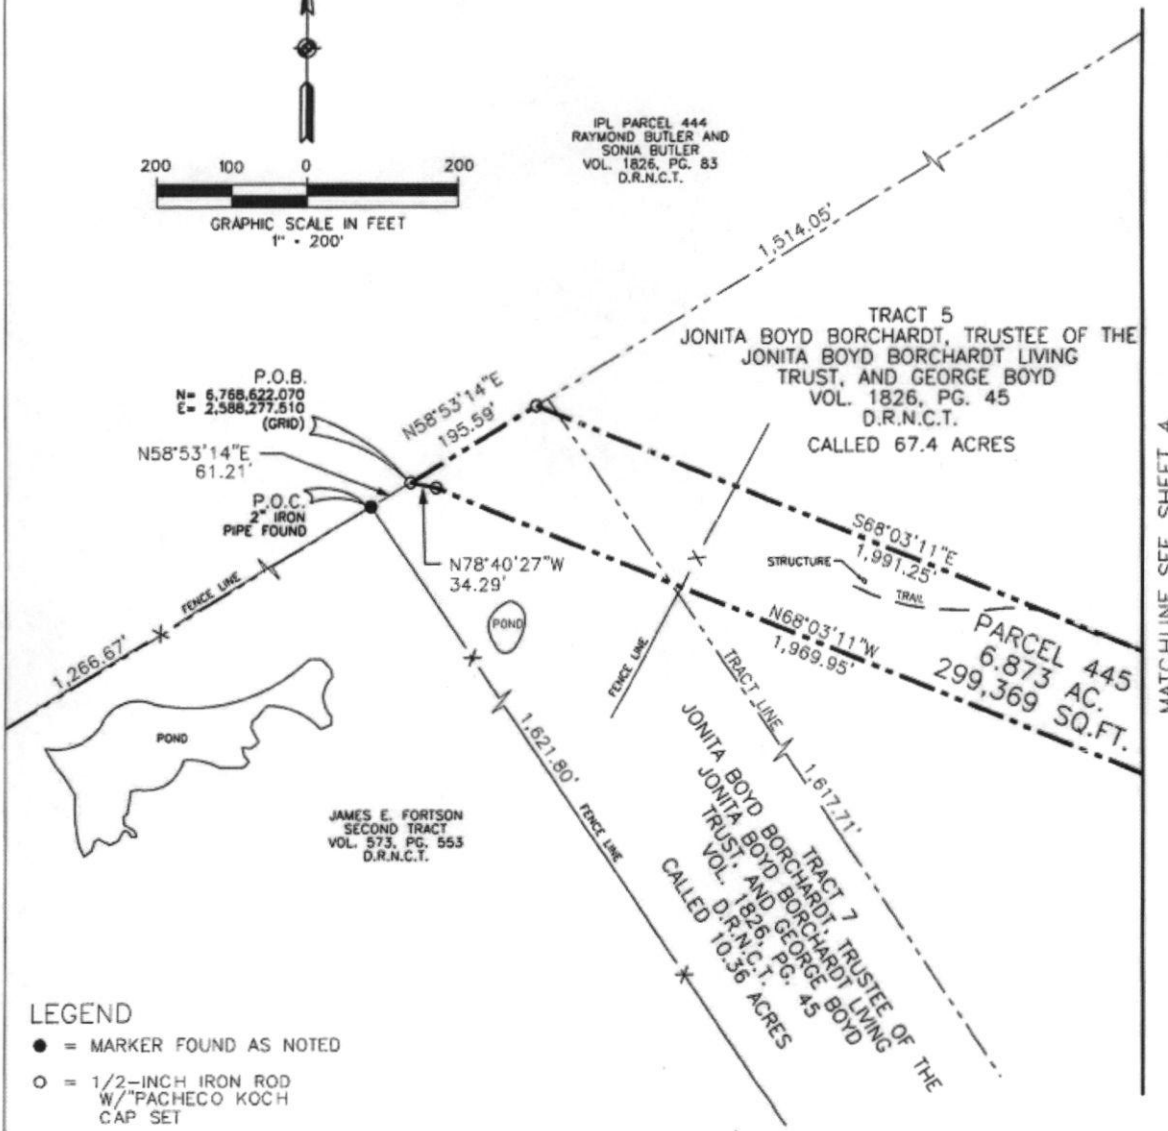 200 100 0 200
GRAPHIC SCALE IN FEET
1" = 200'
IPL PARCEL 444
RAYMOND BUTLER AND
SONIA BUTLER
VOL. 1826, PG. 83
D.R.N.C.T.
1,514.05'
TRACT 5
JONITA BOYD BORCHARDT, TRUSTEE OF THE
JONITA BOYD BORCHARDT LIVING
TRUST, AND GEORGE BOYD
VOL. 1826, PG. 45
D.R.N.C.T.
CALLED 67.4 ACRES
P.O.B.
N= 6,768,622.070
E= 2,588,277.510
(GRID)
N58°53'14"E
195.59'
N58°53'14"E
61.21'
P.O.C.
2" IRON
PIPE FOUND
N78°40'27"W
34.29'
S68°03'11"E
1,991.25'
STRUCTURE
TRAIL
N68°03'11"W
1,969.95'
PARCEL 445
6.873 AC.
299,369 SQ.FT.
MATCHLINE SEE SHEET 4
FENCE LINE
1,266.67'
POND
POND
FENCE LINE
TRACT LINE
1,617.71'
1,621.80'
FENCE LINE
JAMES E. FORTSON
SECOND TRACT
VOL. 573, PG. 553
D.R.N.C.T.
TRACT 7
JONITA BOYD BORCHARDT, TRUSTEE OF THE
JONITA BOYD BORCHARDT LIVING
TRUST, AND GEORGE BOYD
VOL. 1826, PG. 45
D.R.N.C.T.
CALLED 10.36 ACRES
LEGEND
● = MARKER FOUND AS NOTED
○ = 1/2-INCH IRON ROD
W/"PACHECO KOCH
CAP SET